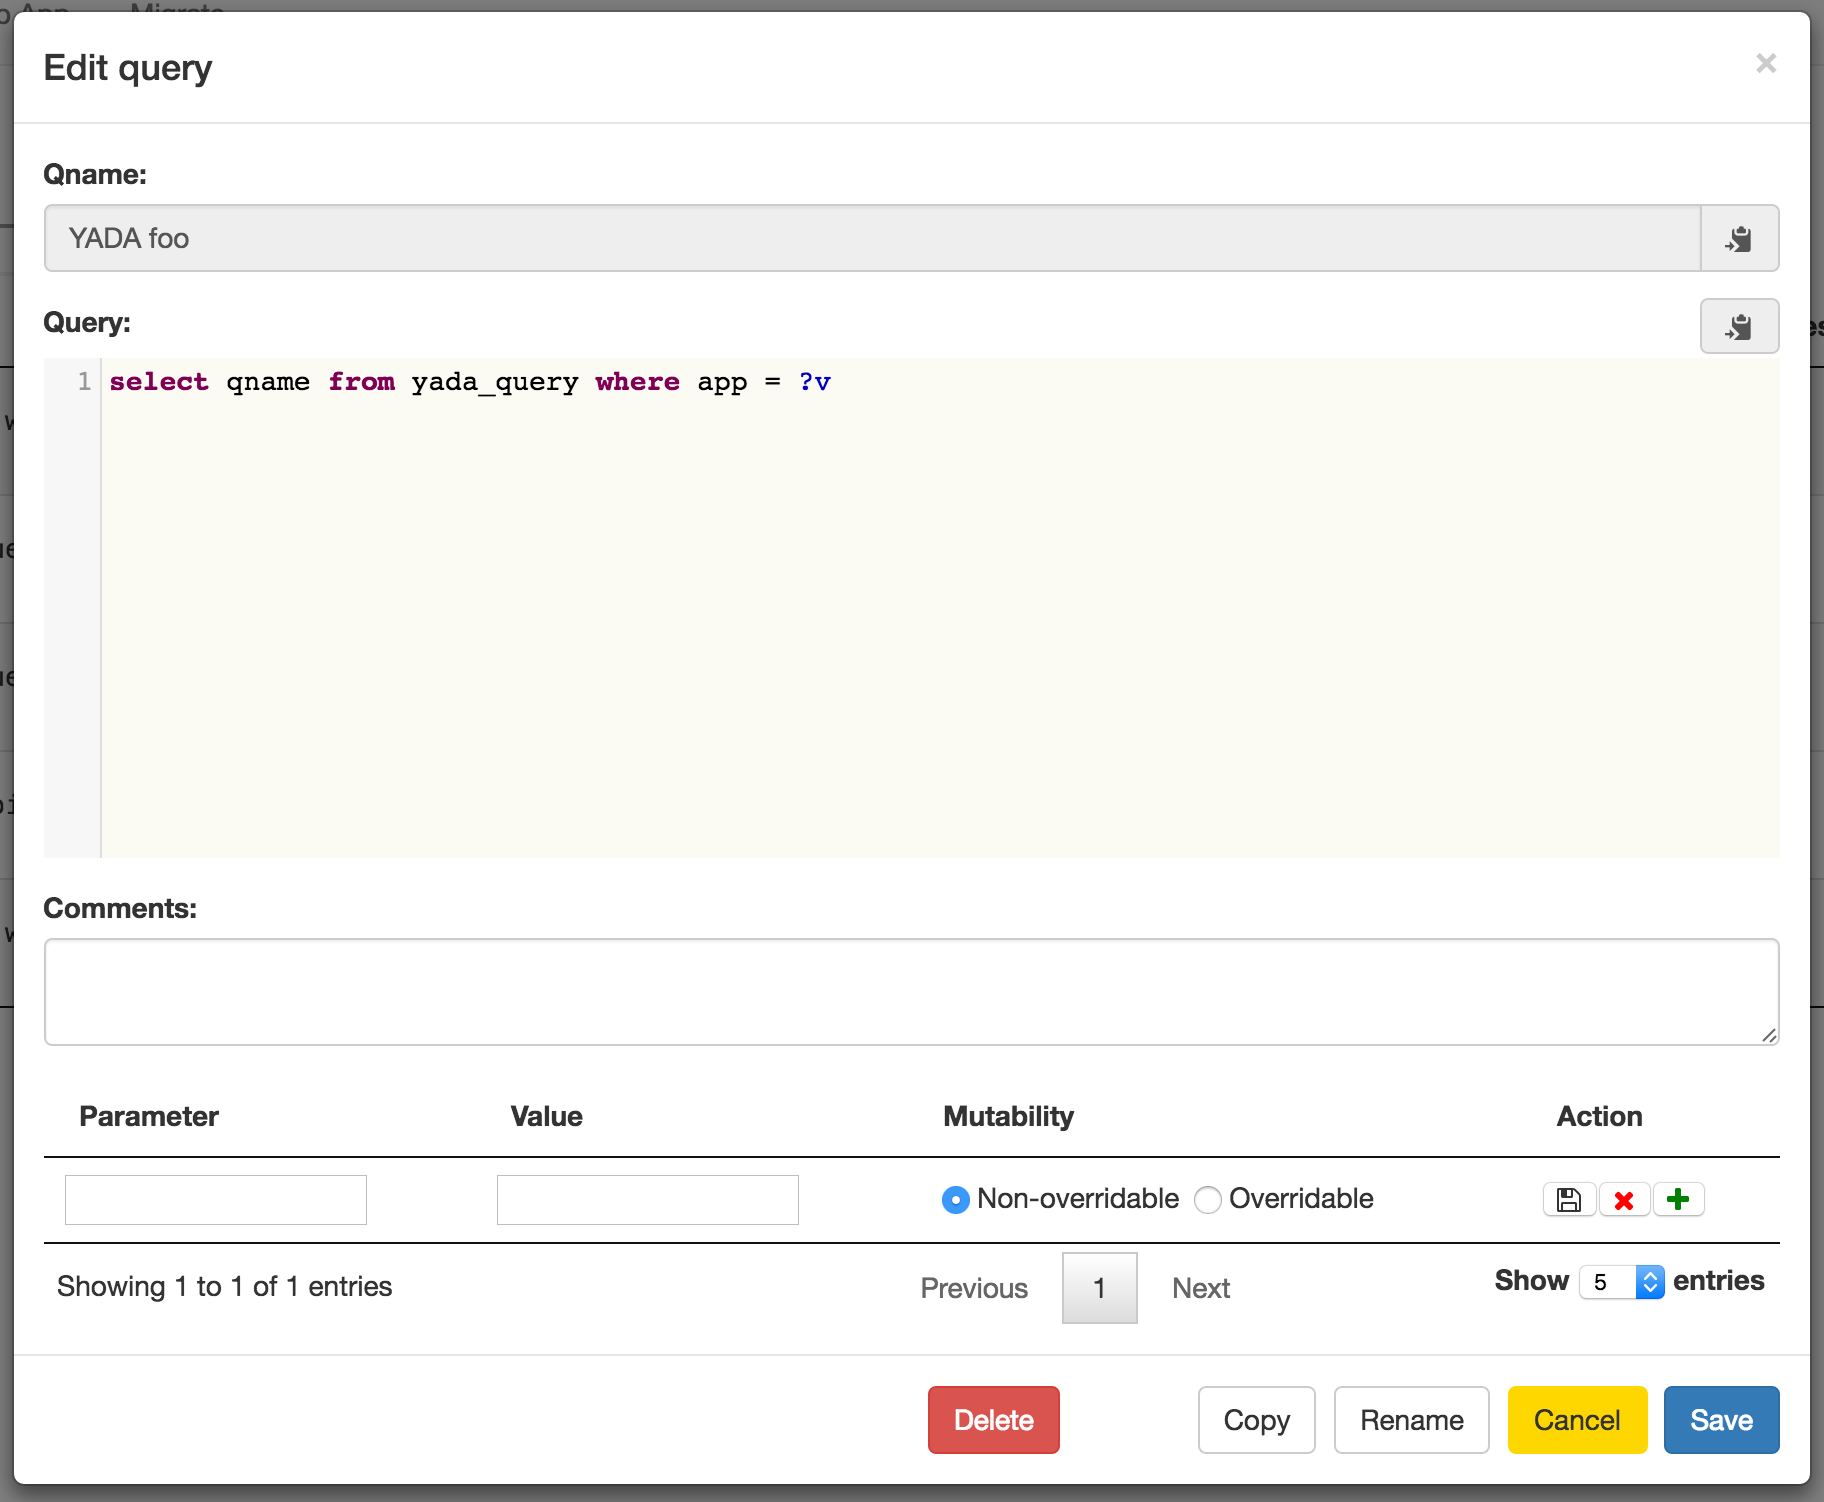 Migrate
Edit query
×
Qname:
YADA foo
Query:
1 select qname from yada_query where app = ?v
Comments:
Parameter Value Mutability Action
Non-overridable Overridable
Showing 1 to 1 of 1 entries Previous 1 Next Show 5 entries
Delete Copy Rename Cancel Save